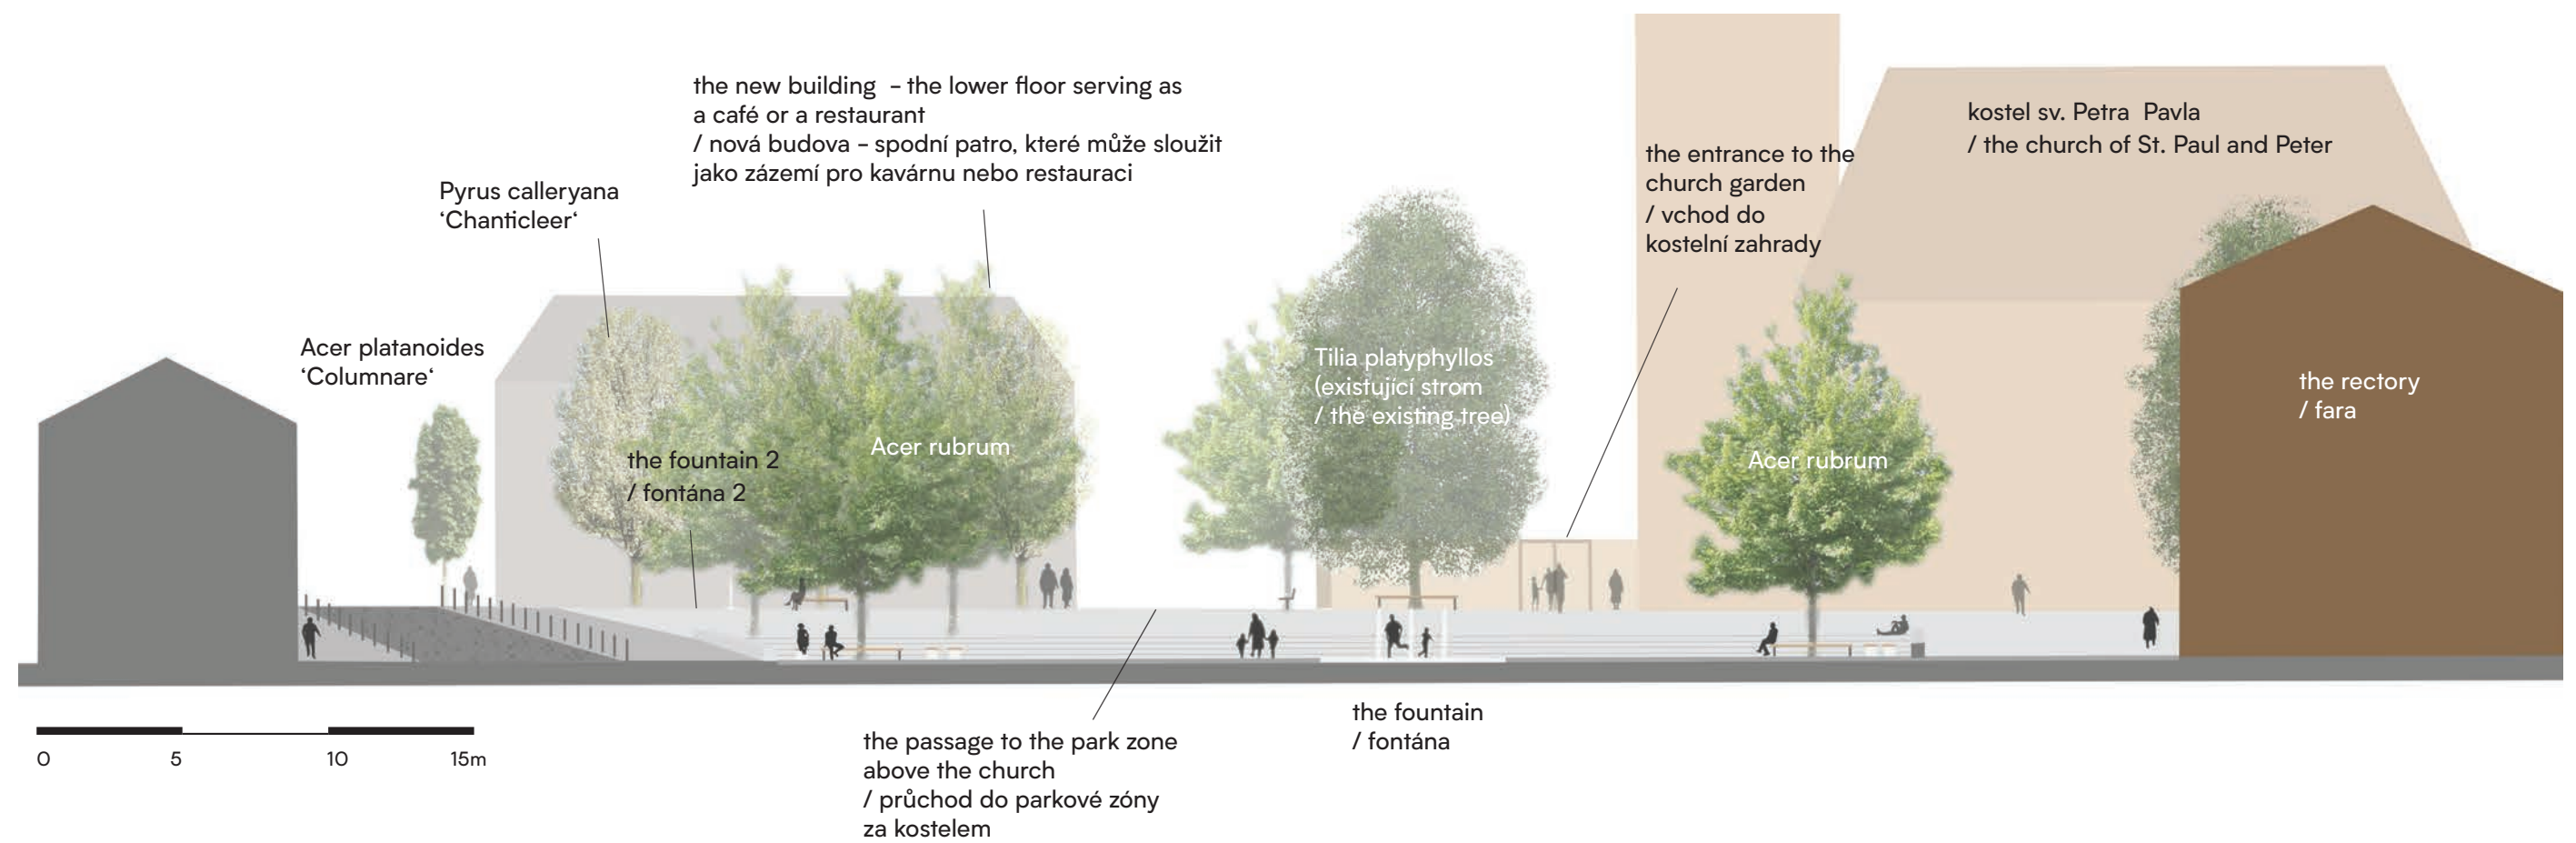 the new building  – the lower floor serving as
a café or a restaurant
/ nová budova – spodní patro, které může sloužit
jako zázemí pro kavárnu nebo restauraci
kostel sv. Petra  Pavla
/ the church of St. Paul and Peter
the entrance to the
church garden
/ vchod do
kostelní zahrady
Pyrus calleryana
‘Chanticleer‘
Acer platanoides
‘Columnare‘
the fountain 2
/ fontána 2
Acer rubrum
Tilia platyphyllos
(existující strom
/ the existing tree)
Acer rubrum
the rectory
/ fara
0
5
10
15m
the passage to the park zone
above the church
/ průchod do parkové zóny
za kostelem
the fountain
/ fontána